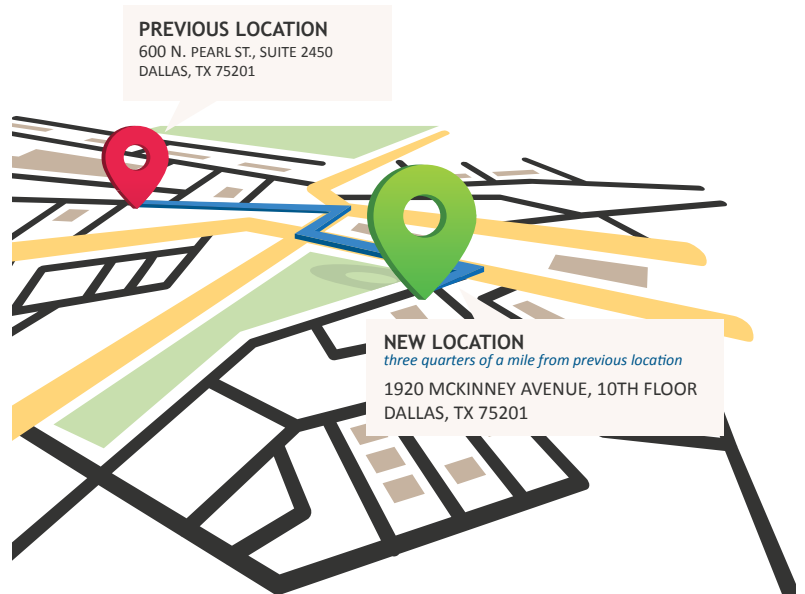 PREVIOUS LOCATION
600 N. PEARL ST., SUITE 2450
DALLAS, TX 75201
NEW LOCATION
three quarters of a mile from previous location
1920 MCKINNEY AVENUE, 10TH FLOOR
DALLAS, TX 75201